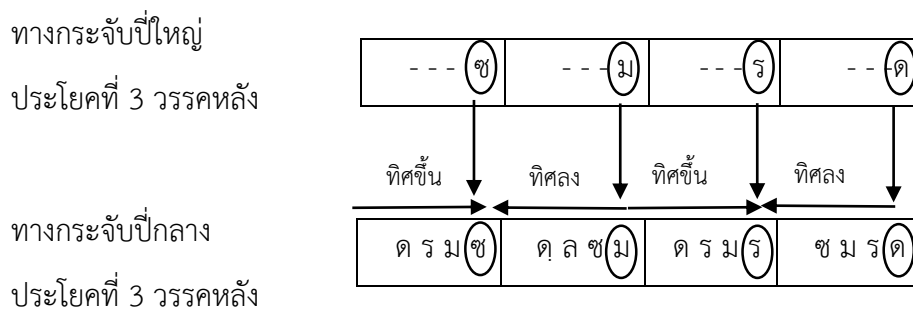 ทางกระจับปี่ใหญ่
ประโยคที่ 3 วรรคหลัง
- - - ซ - - - ม - - - ร - - - ด
ทิศขึ้น ทิศลง ทิศขึ้น ทิศลง
ทางกระจับปี่กลาง
ประโยคที่ 3 วรรคหลัง
ด ร ม ซ ดฺ ล ซ ม ด ร ม ร ซ ม ร ด